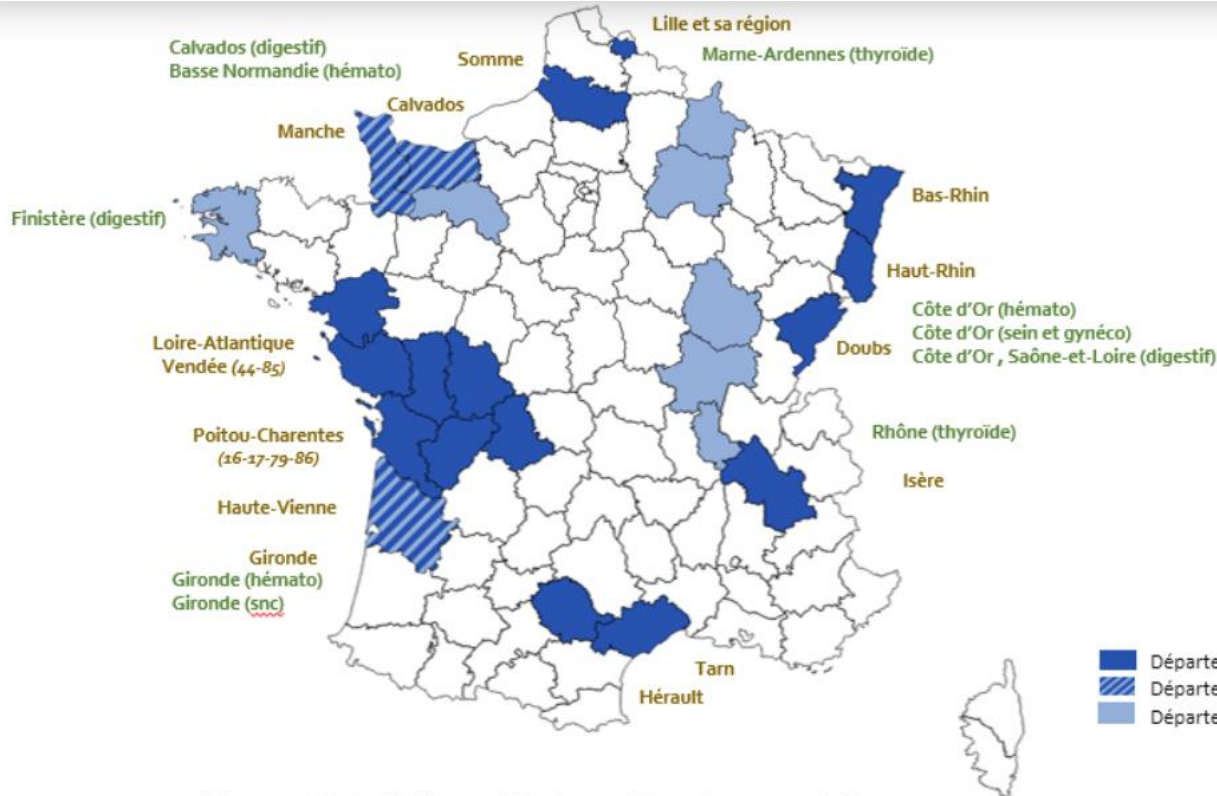 Lille et sa région
Calvados (digestif)
Basse Normandie (hémato)
Somme
Marne-Ardennes (thyroïde)
Calvados
Manche
Bas-Rhin
Finistère (digestif)
Haut-Rhin
Côte d'Or (hémato)
Côte d'Or (sein et gynéco)
Côte d'Or , Saône-et-Loire (digestif)
Doubs
Loire-Atlantique
Vendée (44-85)
Poitou-Charentes
(16-17-79-86)
Rhône (thyroïde)
Isère
Haute-Vienne
Gironde
Gironde (hémato)
Gironde (snc)
Tarn
Hérault
Départe
Départe
Départe